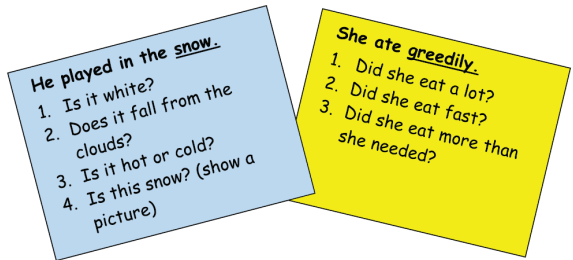 He played in the snow.
1. Is it white?
2. Does it fall from the
clouds?
3. Is it hot or cold?
4. Is this snow? (show a
picture)
She ate greedily.
1. Did she eat a lot?
2. Did she eat fast?
3. Did she eat more than
she needed?